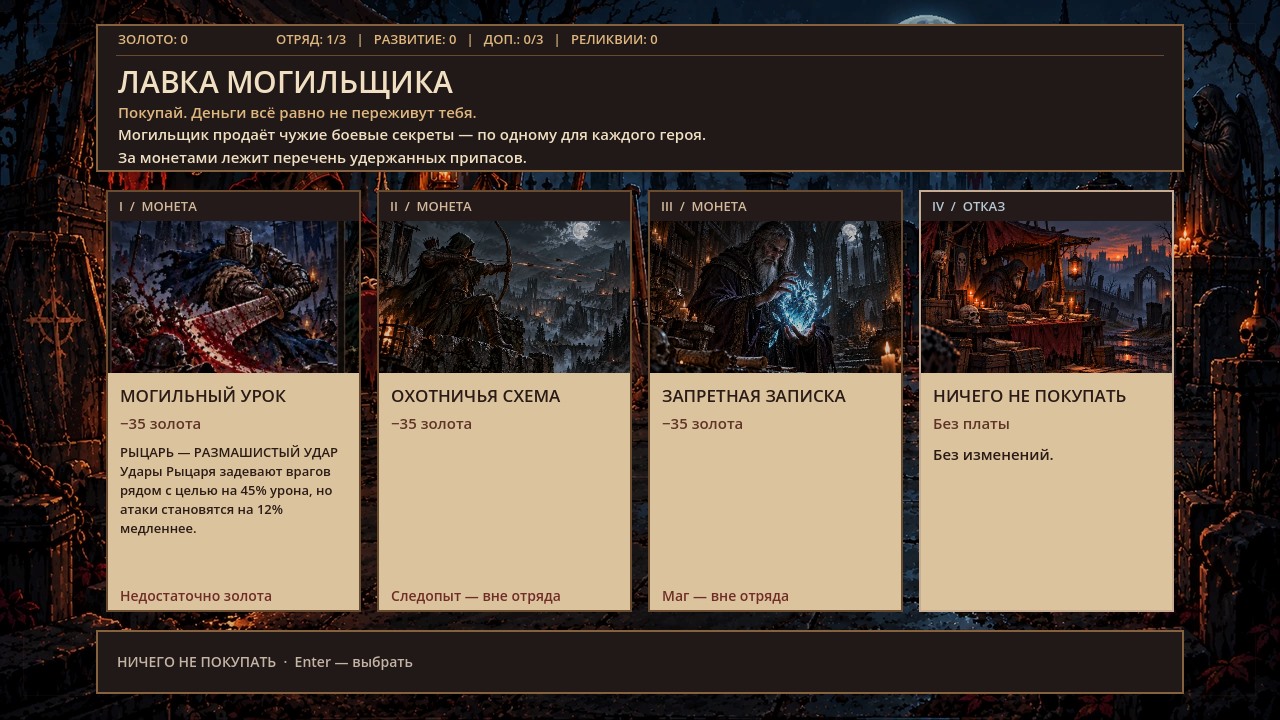 ЗОЛОТО: 0 ОТРЯД: 1/3 | РАЗВИТИЕ: 0 | ДОП.: 0/3 | РЕЛИКВИИ: 0
ЛАВКА МОГИЛЬЩИКА
Покупай. Деньги всё равно не переживут тебя.
Могильщик продаёт чужие боевые секреты — по одному для каждого героя.
За монетами лежит перечень удержанных припасов.
I / МОНЕТА
МОГИЛЬНЫЙ УРОК
−35 золота
РЫЦАРЬ — РАЗМАШИСТЫЙ УДАР
Удары Рыцаря задевают врагов
рядом с целью на 45% урона, но
атаки становятся на 12%
медленнее.
Недостаточно золота
II / МОНЕТА
ОХОТНИЧЬЯ СХЕМА
−35 золота
Следопыт — вне отряда
III / МОНЕТА
ЗАПРЕТНАЯ ЗАПИСКА
−35 золота
Маг — вне отряда
IV / ОТКАЗ
НИЧЕГО НЕ ПОКУПАТЬ
Без платы
Без изменений.
НИЧЕГО НЕ ПОКУПАТЬ · Enter — выбрать